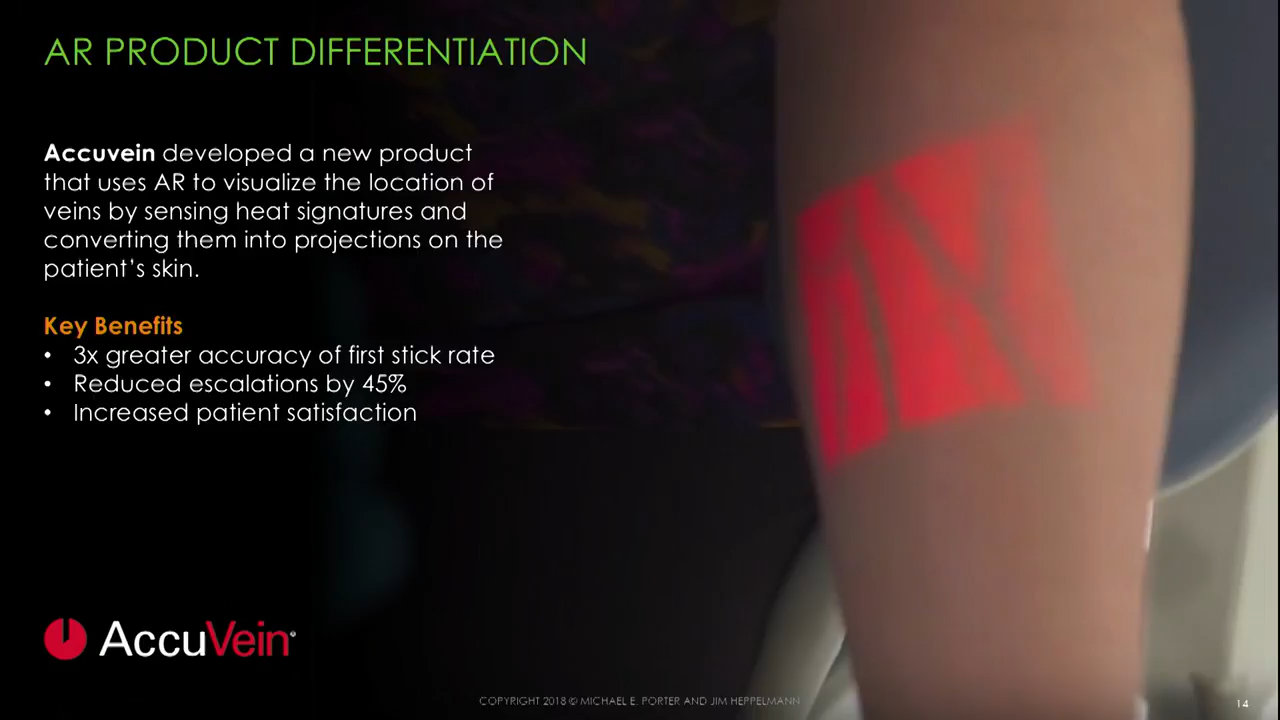 AR PRODUCT DIFFERENTIATION
Accuvein developed a new product
that uses AR to visualize the location of
veins by sensing heat signatures and
converting them into projections on the
patient's skin.
Key Benefits
• 3x greater accuracy of first stick rate
• Reduced escalations by 45%
• Increased patient satisfaction
AccuVein®
COPYRIGHT 2018 © MICHAEL E. PORTER AND JIM HEPPELMANN
14